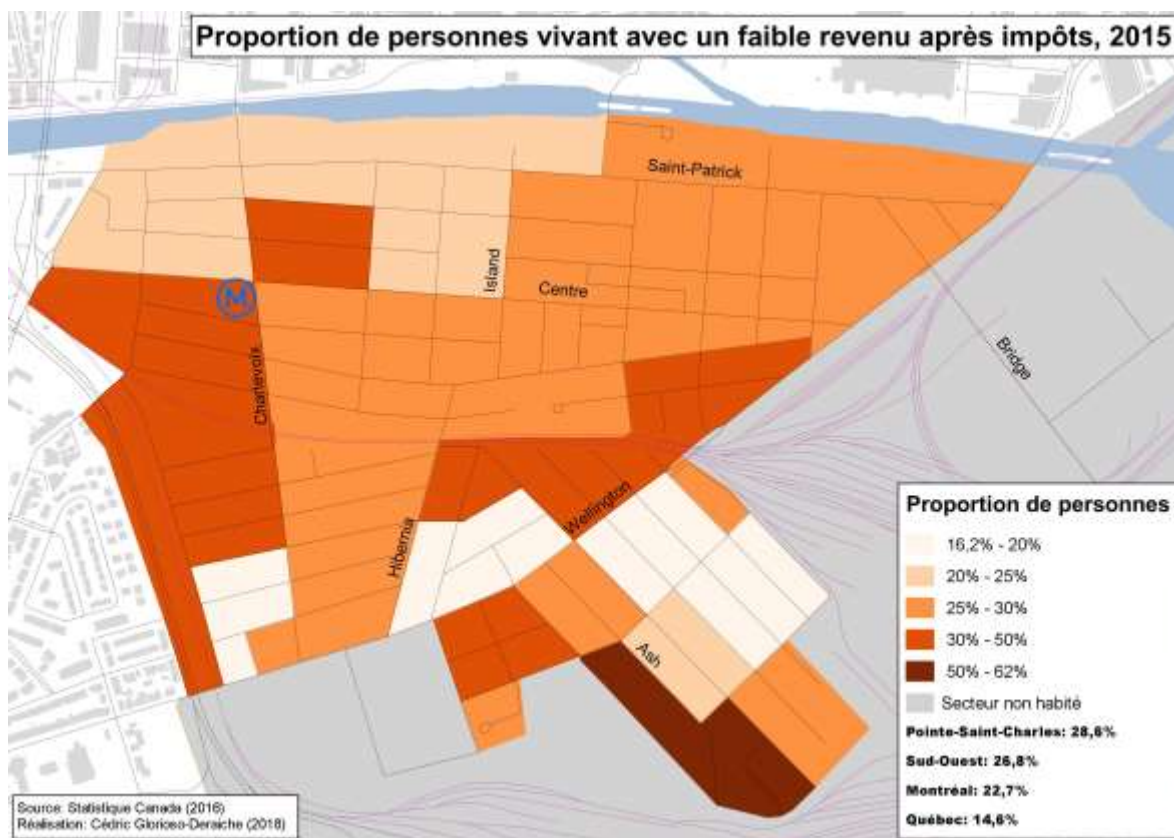 Proportion de personnes vivant avec un faible revenu après impôts, 2015
Saint-Patrick
Island
Centre
M
Charlevoix
Bridge
Wellington
Hibernia
Ash
Proportion de personnes
16,2% - 20%
20% - 25%
25% - 30%
30% - 50%
50% - 62%
Secteur non habité
Pointe-Saint-Charles: 28,6%
Sud-Ouest: 26,8%
Montréal: 22,7%
Québec: 14,6%
Source: Statistique Canada (2016)
Réalisation: Cédric Glorioso-Deraiche (2018)